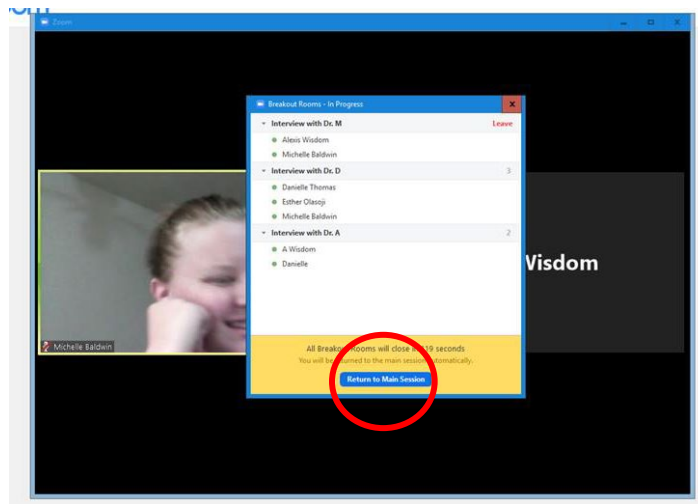 Zoom
Breakout Rooms - In Progress
Interview with Dr. M Leave
Alexis Wisdom
Michelle Baldwin
Interview with Dr. D 3
Danielle Thomas
Esther Olasoji
Michelle Baldwin
Interview with Dr. A 2
A Wisdom
Danielle
Wisdom
Michelle Baldwin
All Breakout Rooms will close in 119 seconds
You will be returned to the main session automatically.
Return to Main Session